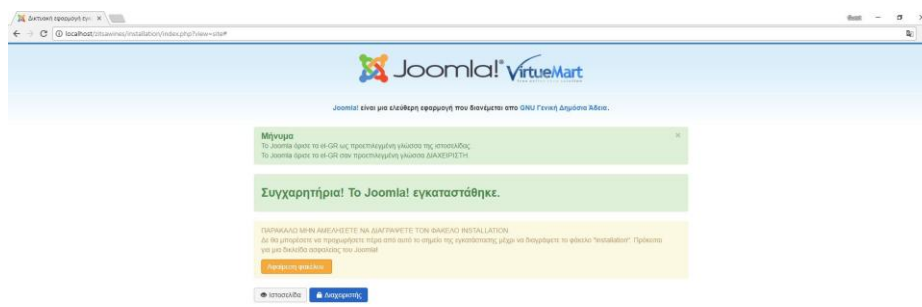 Δικτυακή εφαρμογή εγκ
Guest
localhost/sitsawines/installation/index.php?view=site#
Joomla! VirtueMart
Joomla! είναι μια ελεύθερη εφαρμογή που διανέμεται απο GNU Γενική Δημόσια Άδεια.
Μήνυμα
Το Joomla όρισε το el-GR ως προεπιλεγμένη γλώσσα της ιστοσελίδας
Το Joomla όρισε το el-GR σαν προεπιλεγμένη γλώσσα ΔΙΑΧΕΙΡΙΣΤΗ
Συγχαρητήρια! Το Joomla! εγκαταστάθηκε.
ΠΑΡΑΚΑΛΩ ΜΗΝ ΑΜΕΛΗΣΕΤΕ ΝΑ ΔΙΑΓΡΑΨΕΤΕ ΤΟΝ ΦΑΚΕΛΟ INSTALLATION
Δε θα μπορέσετε να προχωρήσετε πέρα από αυτό το σημείο της εγκατάστασης μέχρι να διαγράψετε το φάκελο "installation". Πρόκειται
για μια δικλείδα ασφαλείας του Joomla!
Αφαίρεση φακέλου
Ιστοσελίδα Διαχειριστής